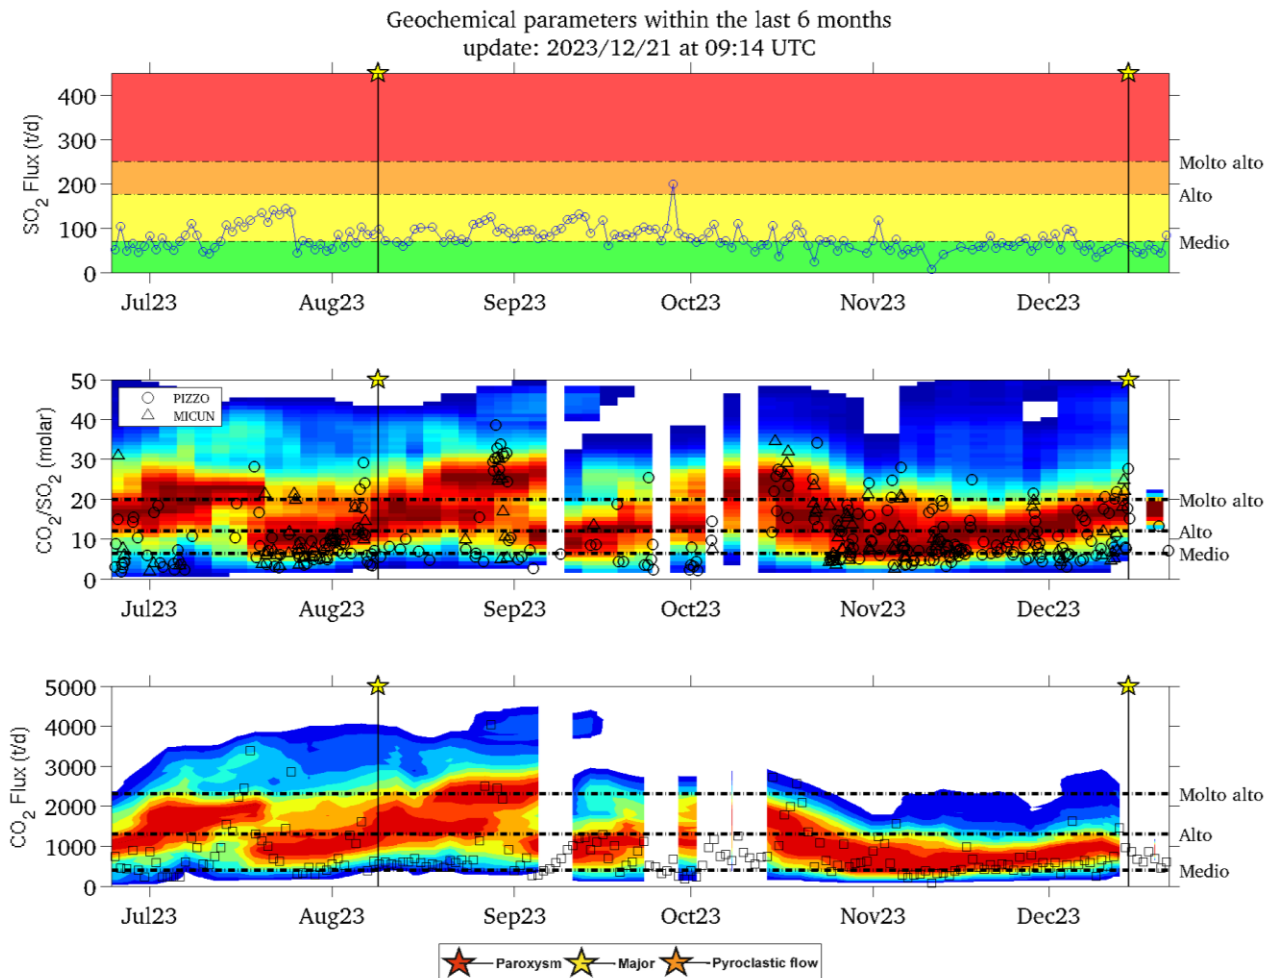 Geochemical parameters within the last 6 months
update: 2023/12/21 at 09:14 UTC
SO2 Flux (t/d)
400
300
200
100
0
Molto alto
Alto
Medio
Jul23 Aug23 Sep23 Oct23 Nov23 Dec23
CO2/SO2 (molar)
50
40
30
20
10
0
PIZZO
MICUN
Molto alto
Alto
Medio
Jul23 Aug23 Sep23 Oct23 Nov23 Dec23
CO2 Flux (t/d)
5000
4000
3000
2000
1000
0
Molto alto
Alto
Medio
Jul23 Aug23 Sep23 Oct23 Nov23 Dec23
Paroxysm Major Pyroclastic flow